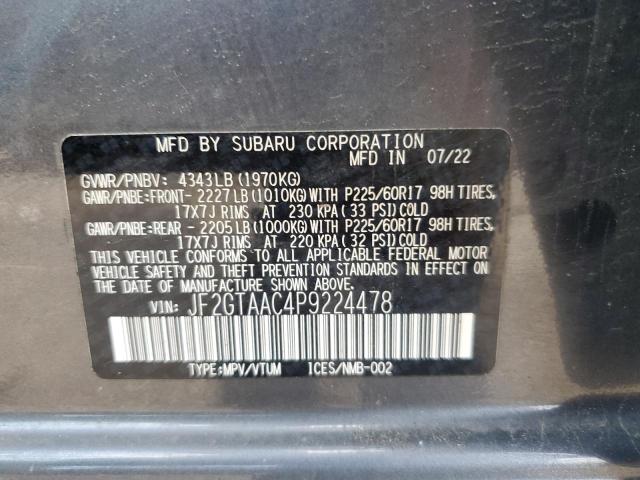 MFD BY SUBARU CORPORATION
MFD IN 07/22
GVWR/PNBV: 4343LB(1970KG)
GAWR/PNBE:FRONT- 2227LB(1010KG)WITH P225/60R17 98H TIRES,
17X7J RIMS AT 230 KPA(33 PSI)COLD
GAWR/PNBE:REAR - 2205LB(1000KG)WITH P225/60R17 98H TIRES,
17X7J RIMS AT 220 KPA(32 PSI)COLD
THIS VEHICLE CONFORMS TO ALL APPLICABLE FEDERAL MOTOR
VEHICLE SAFETY AND THEFT PREVENTION STANDARDS IN EFFECT
ON THE DATE OF MANUFACTURE SHOWN ABOVE.
VIN: JF2GTAAC4P9224478
TYPE:MPV/VTUM ICES/NMB-002